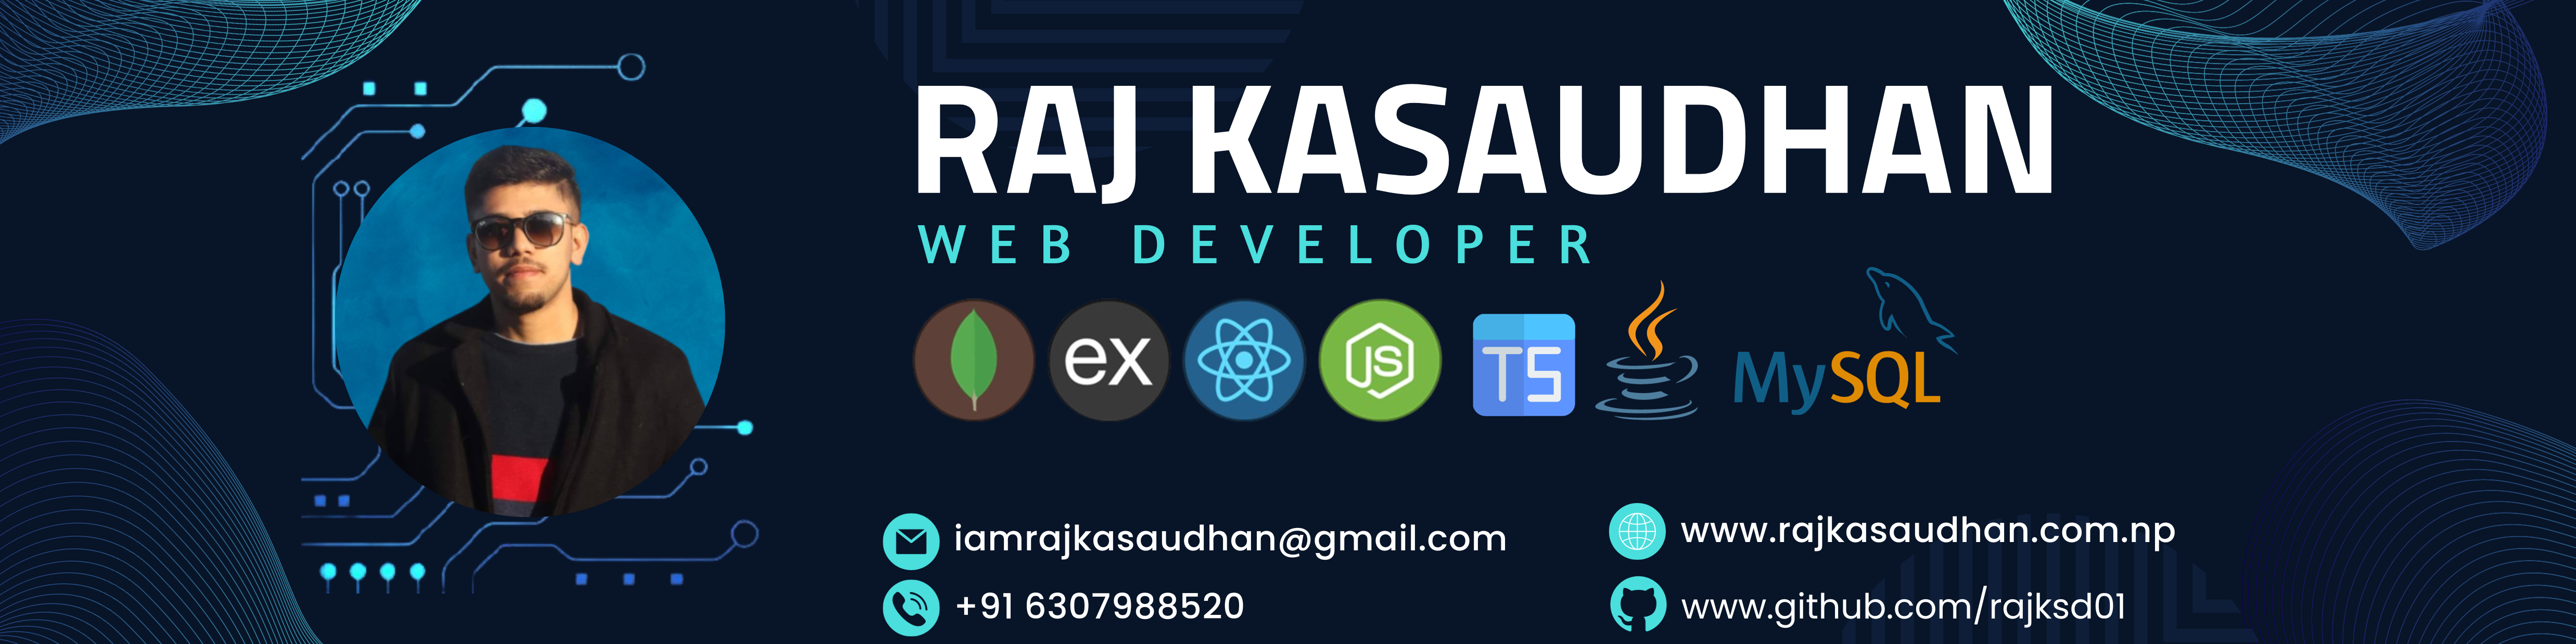 RAJ KASAUDHAN
WEB DEVELOPER
ex JS TS MySQL
iamrajkasaudhan@gmail.com
www.rajkasaudhan.com.np
+91 6307988520
www.github.com/rajksd01